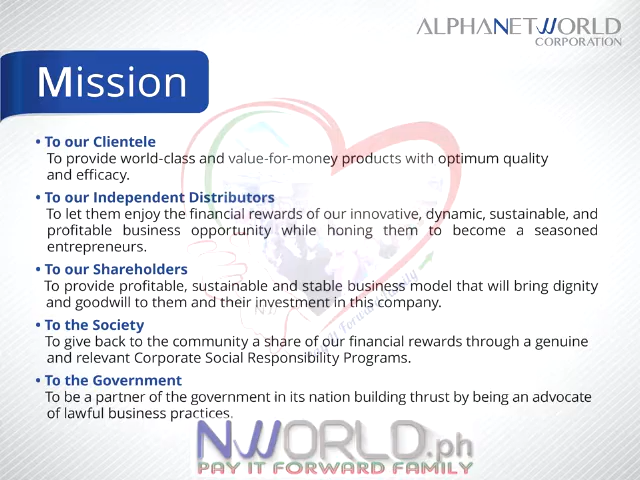 ALPHANETWORLD
CORPORATION
Mission
• To our Clientele
To provide world-class and value-for-money products with optimum quality
and efficacy.
• To our Independent Distributors
To let them enjoy the financial rewards of our innovative, dynamic, sustainable, and
profitable business opportunity while honing them to become a seasoned
entrepreneurs.
• To our Shareholders
To provide profitable, sustainable and stable business model that will bring dignity
and goodwill to them and their investment in this company.
• To the Society
To give back to the community a share of our financial rewards through a genuine
and relevant Corporate Social Responsibility Programs.
• To the Government
To be a partner of the government in its nation building thrust by being an advocate
of lawful business practices.
NWORLD.ph
PAY IT FORWARD FAMILY